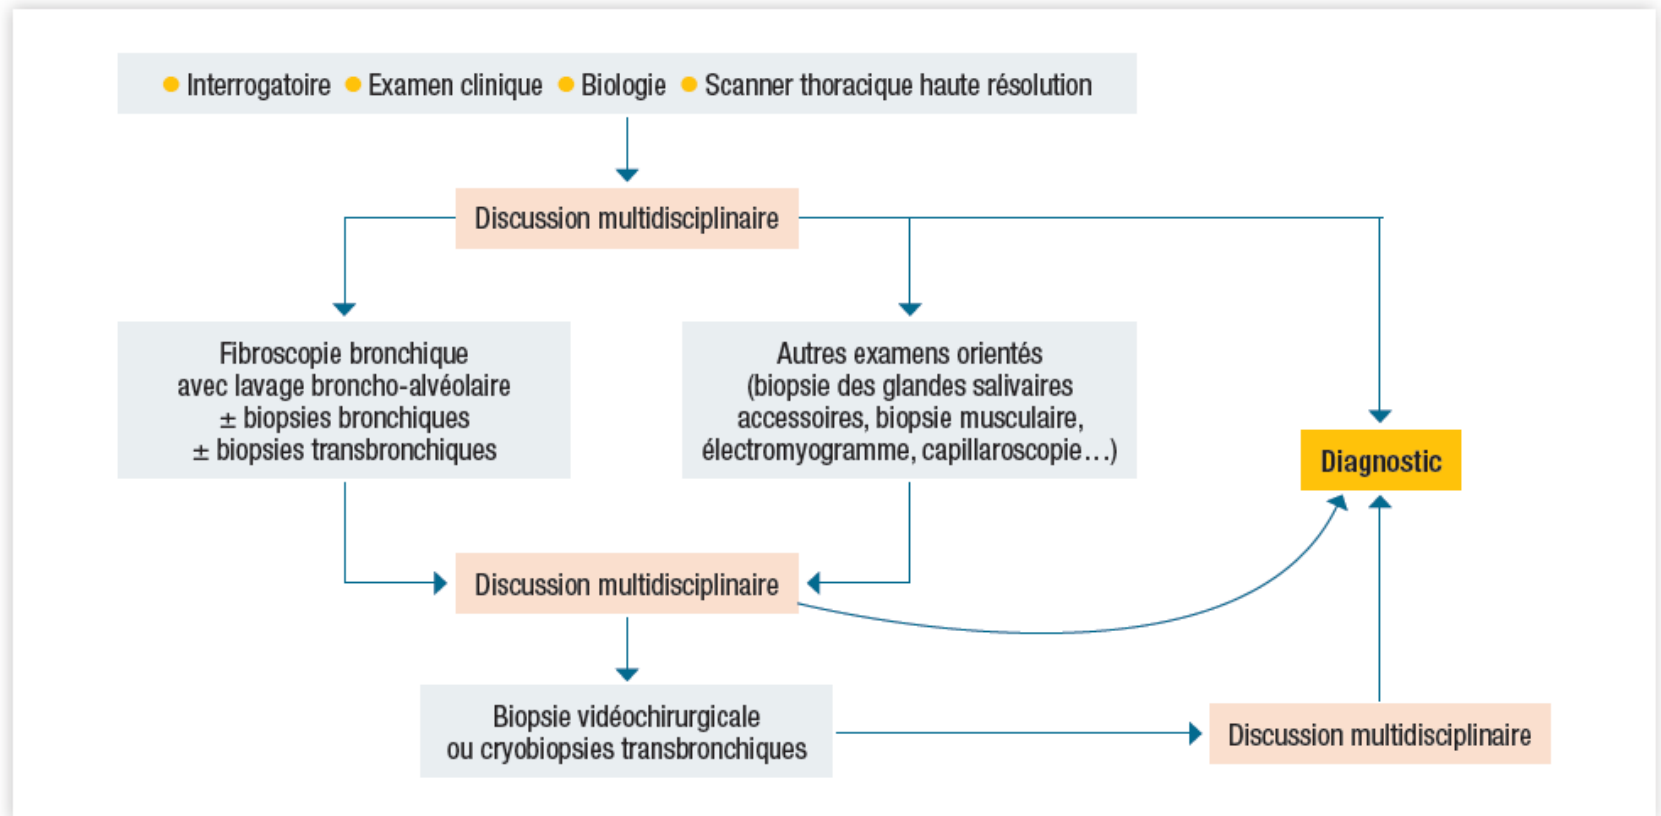 ● Interrogatoire ● Examen clinique ● Biologie ● Scanner thoracique haute résolution
Discussion multidisciplinaire
Fibroscopie bronchique
avec lavage broncho-alvéolaire
± biopsies bronchiques
± biopsies transbronchiques
Autres examens orientés
(biopsie des glandes salivaires
accessoires, biopsie musculaire,
électromyogramme, capillaroscopie…)
Diagnostic
Discussion multidisciplinaire
Biopsie vidéochirurgicale
ou cryobiopsies transbronchiques
Discussion multidisciplinaire